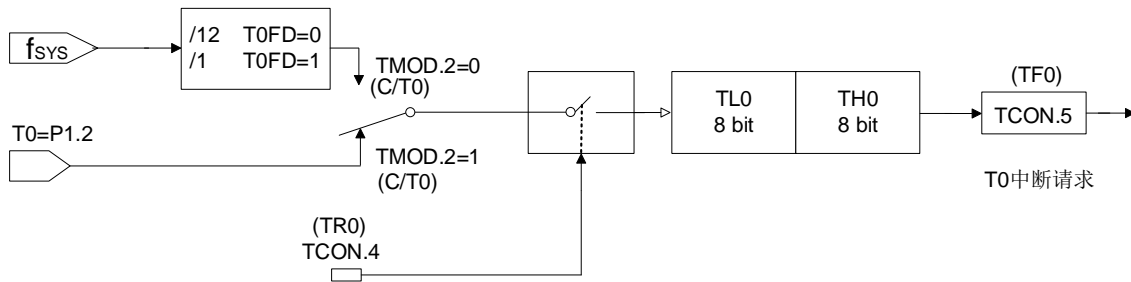 fSYS
/12 T0FD=0
/1 T0FD=1
TMOD.2=0
(C/T0)
T0=P1.2
TMOD.2=1
(C/T0)
(TR0)
TCON.4
TL0
8 bit
TH0
8 bit
(TF0)
TCON.5
T0中断请求